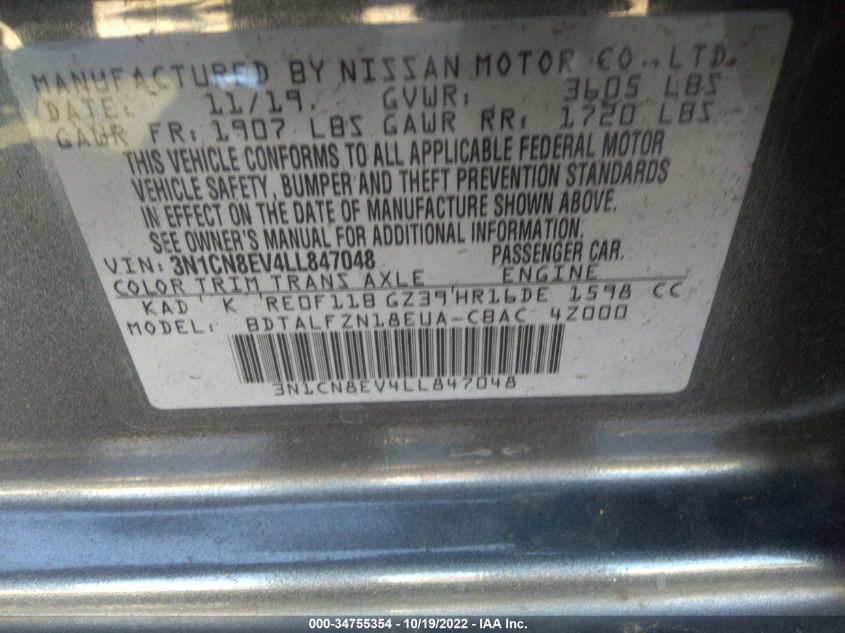 MANUFACTURED BY NISSAN MOTOR CO., LTD.
DATE: 11/19. GVWR: 3605 LBS
GAWR FR: 1907 LBS GAWR RR: 1720 LBS
THIS VEHICLE CONFORMS TO ALL APPLICABLE FEDERAL MOTOR
VEHICLE SAFETY, BUMPER AND THEFT PREVENTION STANDARDS
IN EFFECT ON THE DATE OF MANUFACTURE SHOWN ABOVE.
SEE OWNER'S MANUAL FOR ADDITIONAL INFORMATION.
VIN: 3N1CN8EV4LL847048 PASSENGER CAR.
COLOR TRIM TRANS AXLE ENGINE
KAD K RE0F11B GZ39 HR16DE 1598 CC
MODEL: BDTALFZN18EUA-CBAC 4Z000
3N1CN8EV4LL847048
000-34755354 - 10/19/2022 - IAA Inc.